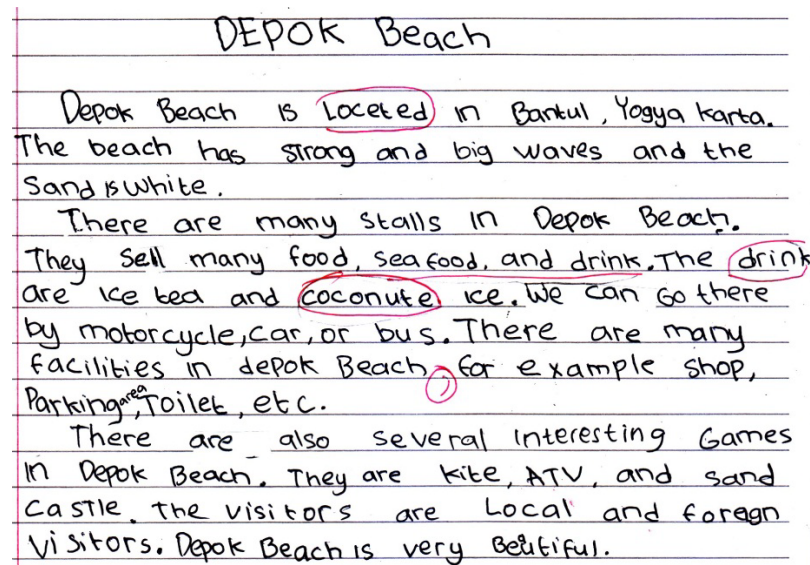 DEPOK Beach
Depok Beach is Loceted in Bantul, Yogya karta.
The beach has strong and big waves and the
Sand is white.
There are many stalls in Depok Beach.
They Sell many food, sea food, and drink. The drink
are ice tea and coconute ice. We can Go there
by motorcycle, car, or bus. There are many
facilities in depok Beach, for example shop,
Parking area, Toilet, etc.
There are also several interesting Games
in Depok Beach. They are kite, ATV, and sand
Castle. The visitors are Local and foregn
visitors. Depok Beach is very Beutiful.